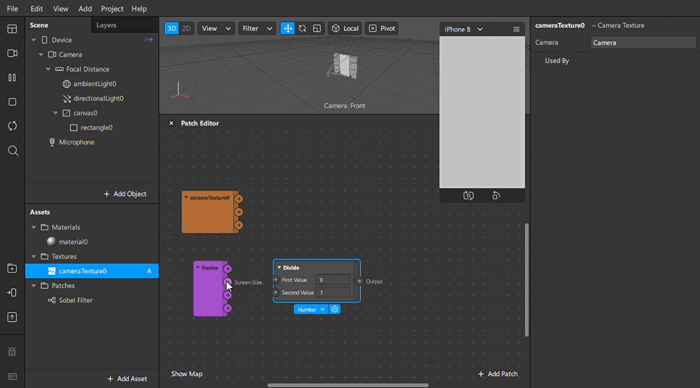 File Edit View Add Project Help
Scene Layers
Device
Camera
Focal Distance
ambientLight0
directionalLight0
canvas0
rectangle0
Microphone
+ Add Object
Assets
Materials
material0
Textures
cameraTexture0 A
Patches
Sobel Filter
+ Add Asset
3D 2D View Filter Local Pivot
Camera: Front
iPhone 8
× Patch Editor
cameraTexture0
Device
Screen Size
Divide
First Value 0
Second Value 1
Output
Number
Show Map
+ Add Patch
cameraTexture0 – Camera Texture
Camera Camera
Used By